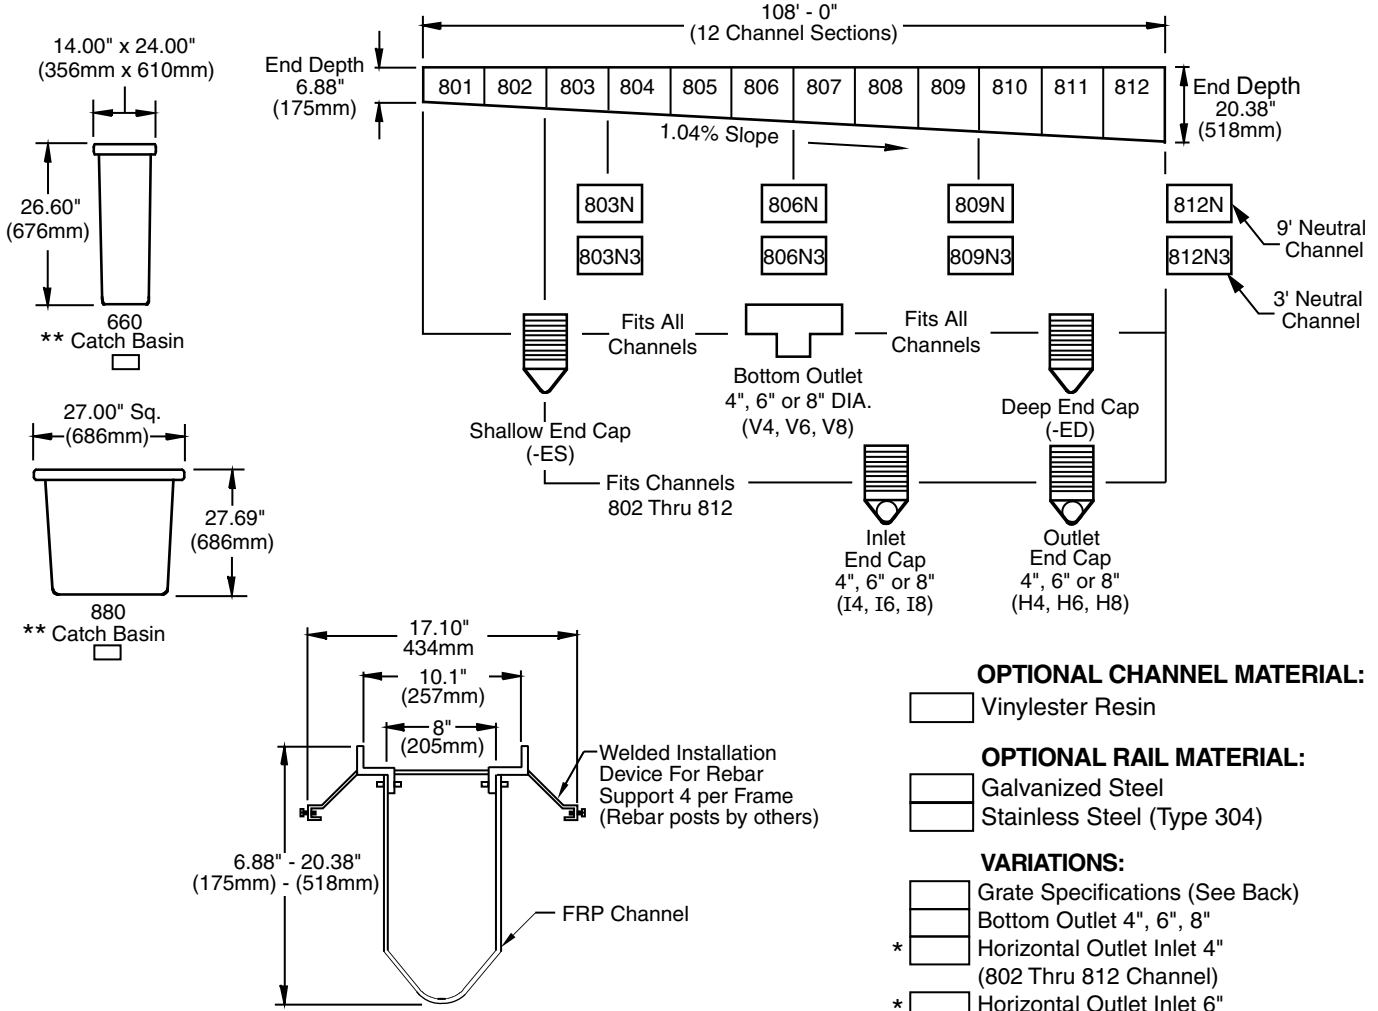 108' - 0"
(12 Channel Sections)
14.00" x 24.00"
(356mm x 610mm)
End Depth
6.88"
(175mm)
801 802 803 804 805 806 807 808 809 810 811 812
End Depth
20.38"
(518mm)
1.04% Slope
26.60"
(676mm)
803N 806N 809N 812N
803N3 806N3 809N3 812N3
9' Neutral
Channel
3' Neutral
Channel
660
** Catch Basin
Fits All
Channels
Fits All
Channels
Bottom Outlet
4", 6" or 8" DIA.
(V4, V6, V8)
Shallow End Cap
(-ES)
Deep End Cap
(-ED)
27.00" Sq.
(686mm)
27.69"
(686mm)
Fits Channels
802 Thru 812
Inlet
End Cap
4", 6" or 8"
(I4, I6, I8)
Outlet
End Cap
4", 6" or 8"
(H4, H6, H8)
880
** Catch Basin
17.10"
434mm
10.1"
(257mm)
8"
(205mm)
Welded Installation
Device For Rebar
Support 4 per Frame
(Rebar posts by others)
6.88" - 20.38"
(175mm) - (518mm)
FRP Channel
OPTIONAL CHANNEL MATERIAL:
Vinylester Resin
OPTIONAL RAIL MATERIAL:
Galvanized Steel
Stainless Steel (Type 304)
VARIATIONS:
Grate Specifications (See Back)
Bottom Outlet 4", 6", 8"
* Horizontal Outlet Inlet 4"
(802 Thru 812 Channel)
* Horizontal Outlet Inlet 6"